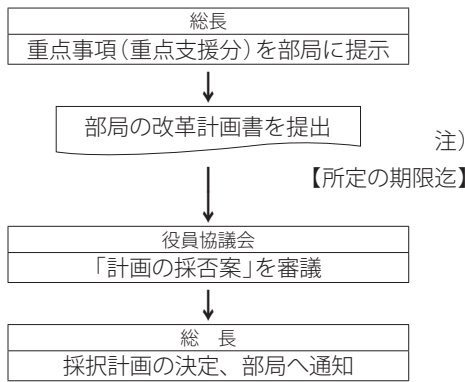 総長
重点事項（重点支援分）を部局に提示
部局の改革計画書を提出
注）
【所定の期限迄】
役員協議会
「計画の採否案」を審議
総　長
採択計画の決定、部局へ通知